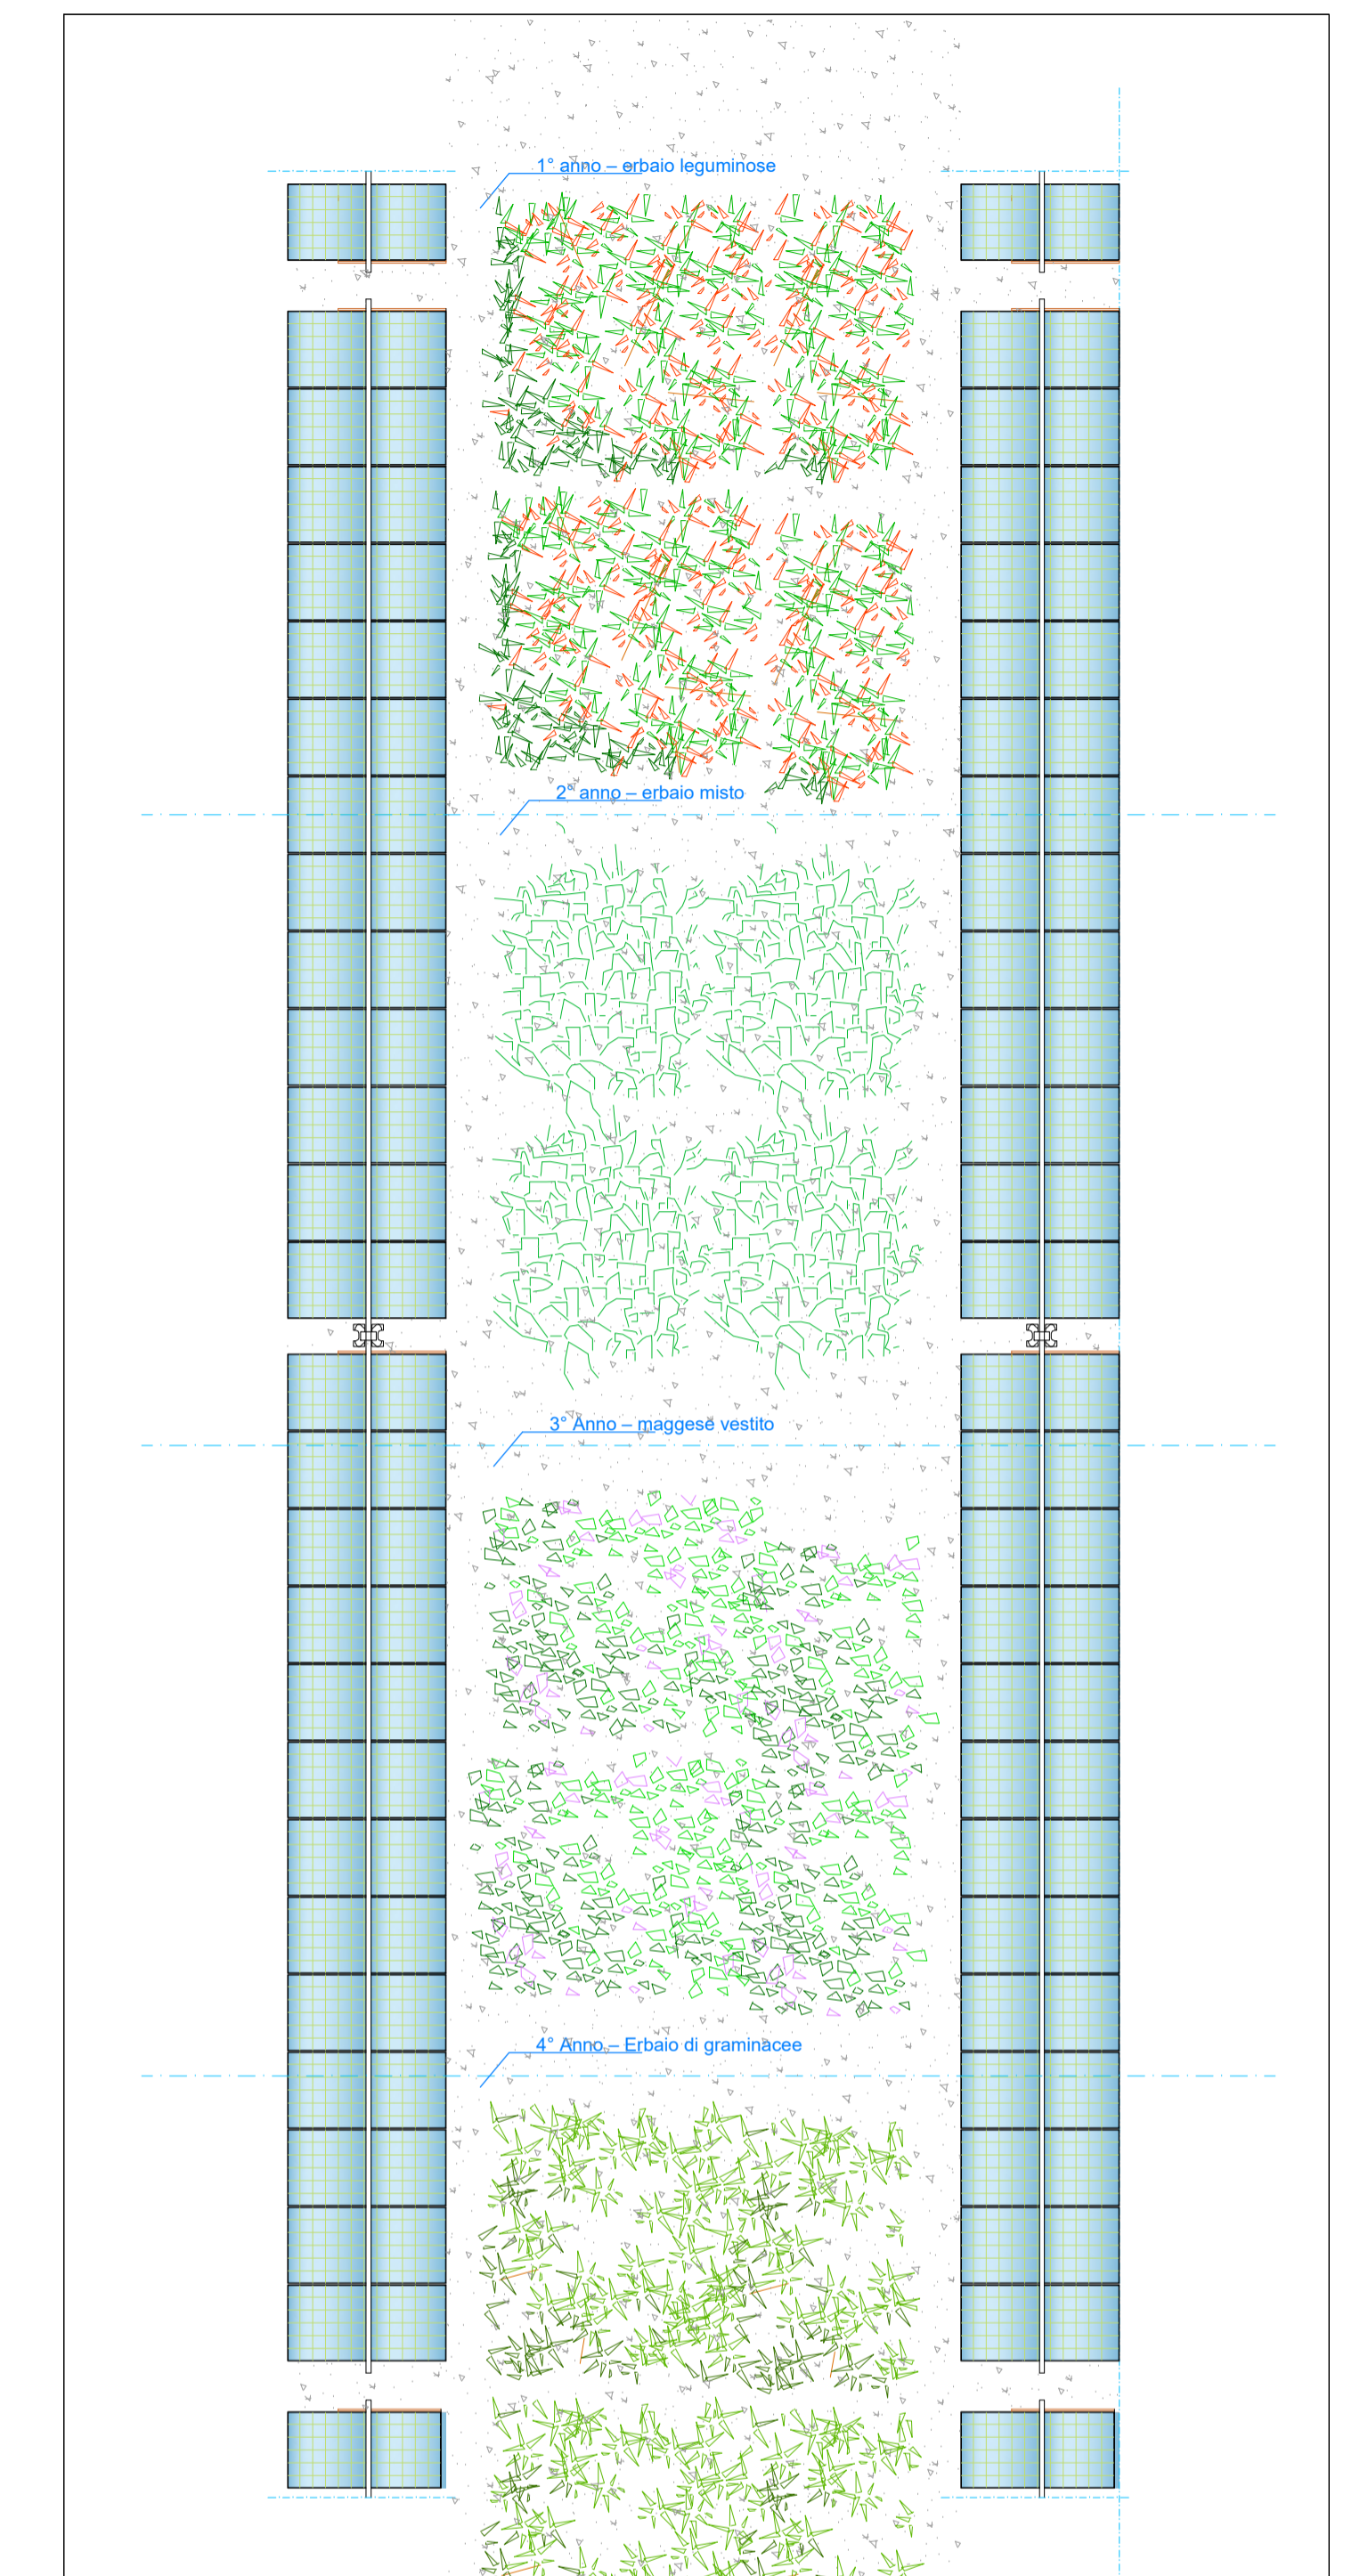 1° anno – erbaio leguminose
2° anno – erbaio misto
3° Anno – maggese vestito
4° Anno – Erbaio di graminacee